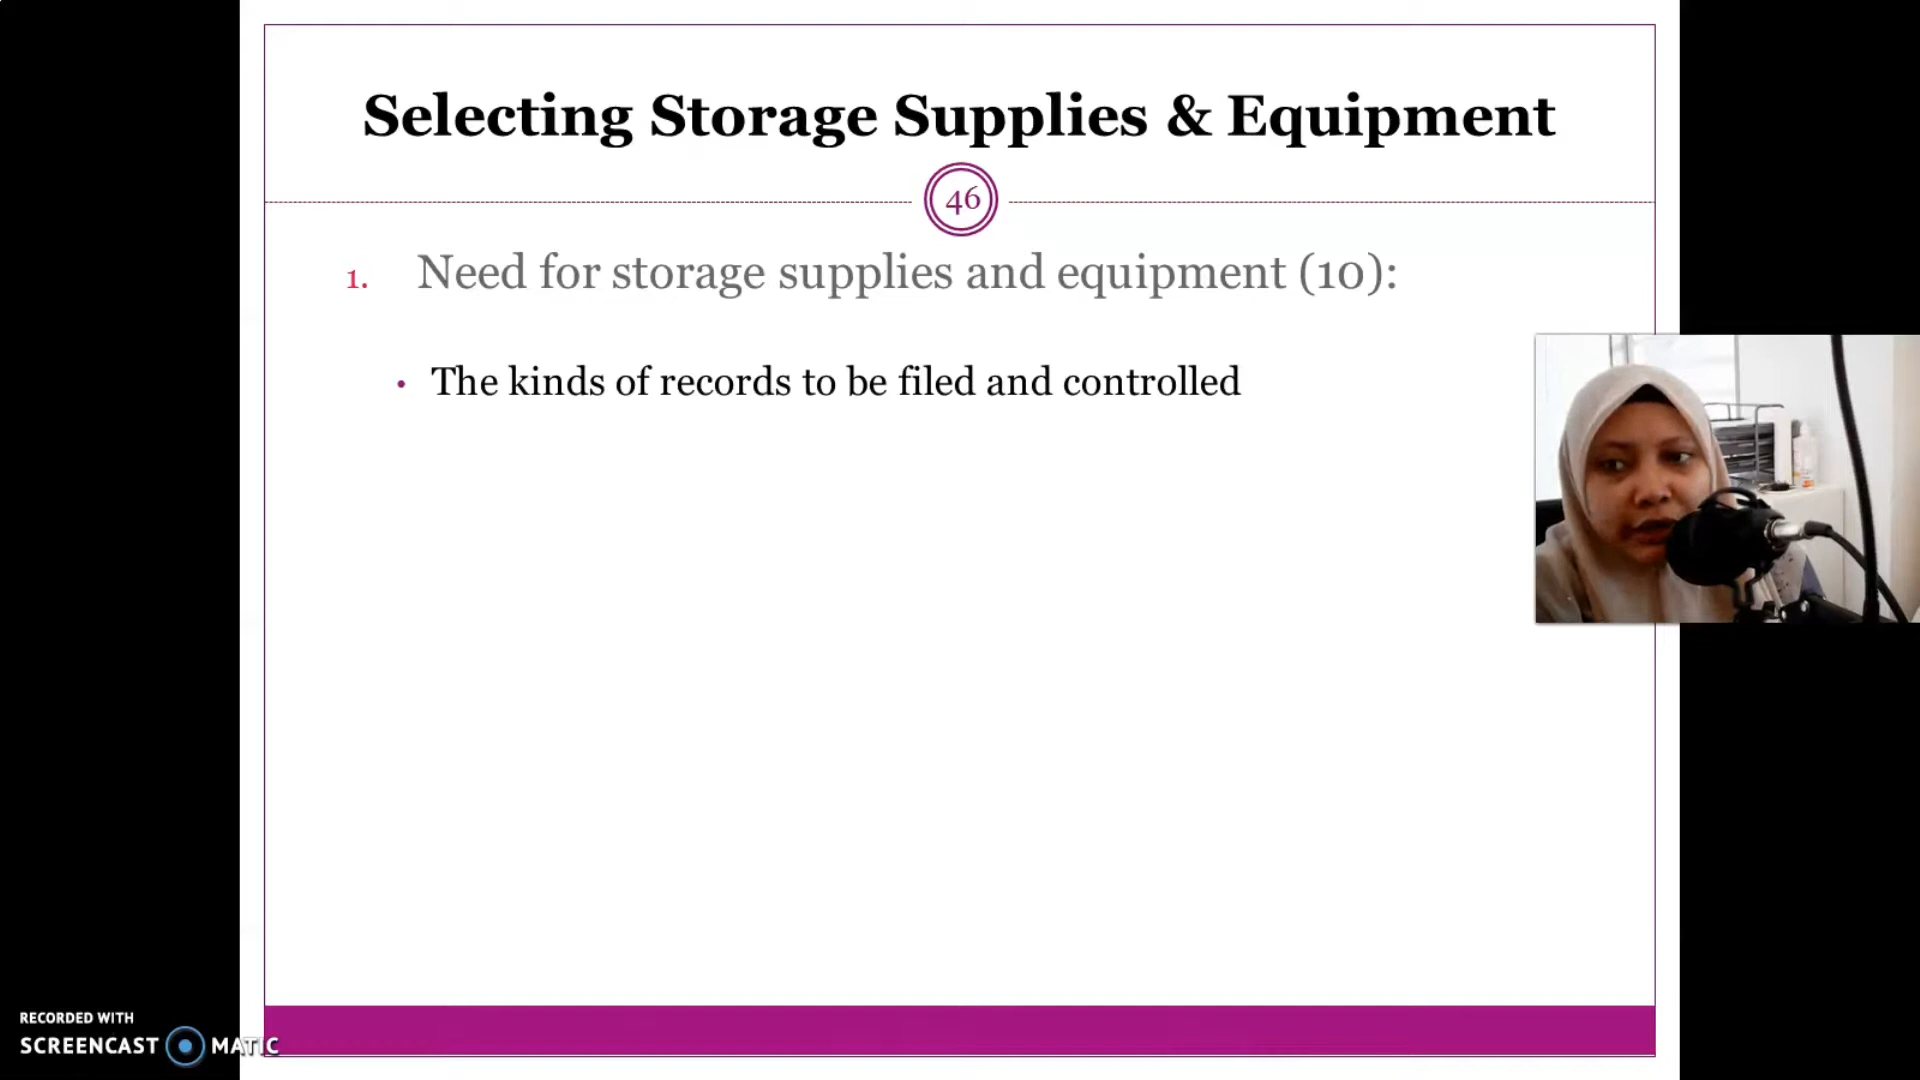 Selecting Storage Supplies & Equipment
46
1. Need for storage supplies and equipment (10):
• The kinds of records to be filed and controlled
RECORDED WITH
SCREENCAST MATIC